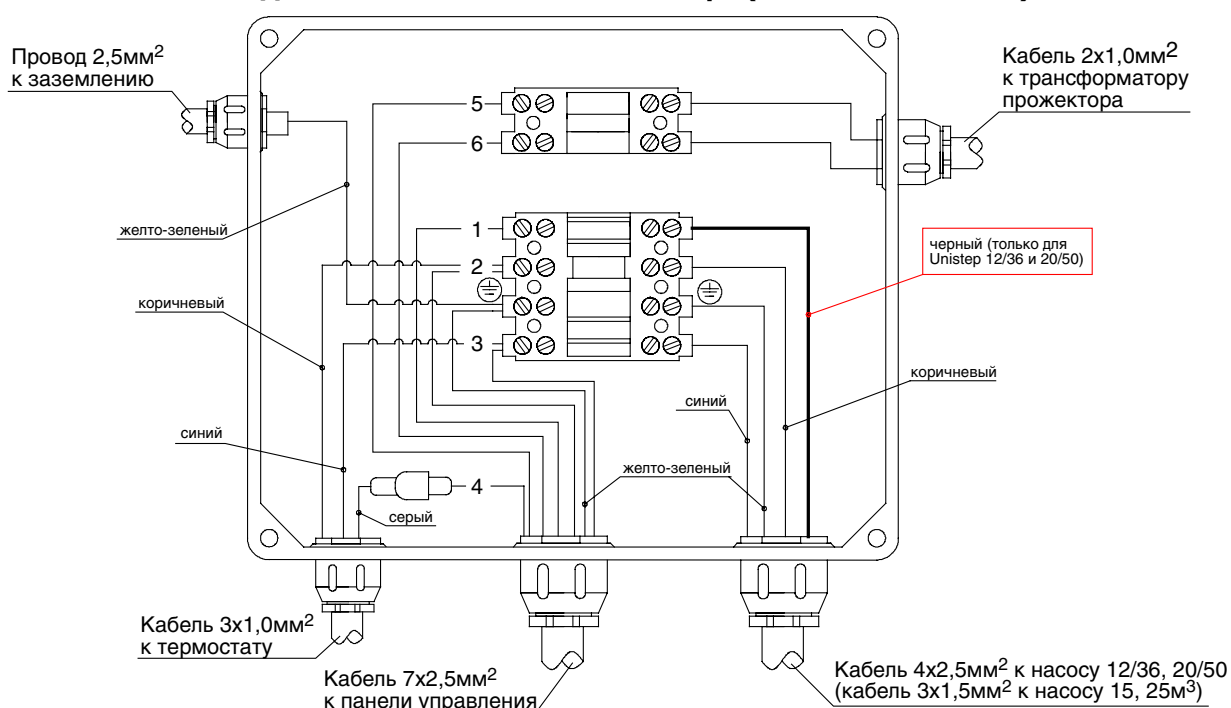 Провод 2,5мм²
к заземлению
Кабель 2х1,0мм²
к трансформатору
прожектора
5
6
желто-зеленый
1
черный (только для
Unistep 12/36 и 20/50)
2
коричневый
3
коричневый
синий
синий
желто-зеленый
4
серый
Кабель 3х1,0мм²
к термостату
Кабель 7х2,5мм²
к панели управления
Кабель 4х2,5мм² к насосу 12/36, 20/50
(кабель 3х1,5мм² к насосу 15, 25м³)